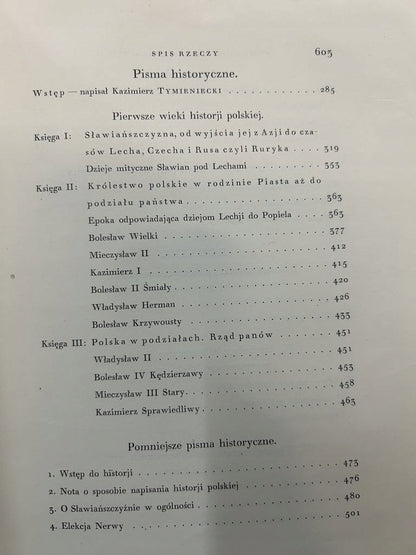 SPIS RZECZY 605
Pisma historyczne.
Wstęp — napisał Kazimierz TYMIENIECKI . . . . . . . . . . . 285
Pierwsze wieki historji polskiej.
Księga I: Sławiańszczyzna, od wyjścia jej z Azji do cza-
sów Lecha, Czecha i Rusa czyli Ruryka . . . . 319
Dzieje mityczne Sławian pod Lechami . . . . . . . 353
Księga II: Królestwo polskie w rodzinie Piasta aż do
podziału państwa . . . . . . . . . . . . . . 363
Epoka odpowiadająca dziejom Lechji do Popiela . . . 363
Bolesław Wielki . . . . . . . . . . . . . . . . 377
Mieczysław II . . . . . . . . . . . . . . . . . 412
Kazimierz I . . . . . . . . . . . . . . . . . . 415
Bolesław II Śmiały . . . . . . . . . . . . . . . 420
Władysław Herman . . . . . . . . . . . . . . . 426
Bolesław Krzywousty . . . . . . . . . . . . . . 433
Księga III: Polska w podziałach. Rząd panów . . . . . . 451
Władysław II . . . . . . . . . . . . . . . . . 451
Bolesław IV Kędzierzawy . . . . . . . . . . . . 453
Mieczysław III Stary . . . . . . . . . . . . . . 458
Kazimierz Sprawiedliwy . . . . . . . . . . . . . 463
Pomniejsze pisma historyczne.
1. Wstęp do historji . . . . . . . . . . . . . . . . . 475
2. Nota o sposobie napisania historji polskiej . . . . . . . 476
3. O Sławiańszczyźnie w ogólności . . . . . . . . . . . . 480
4. Elekcja Nerwy . . . . . . . . . . . . . . . . . . 501